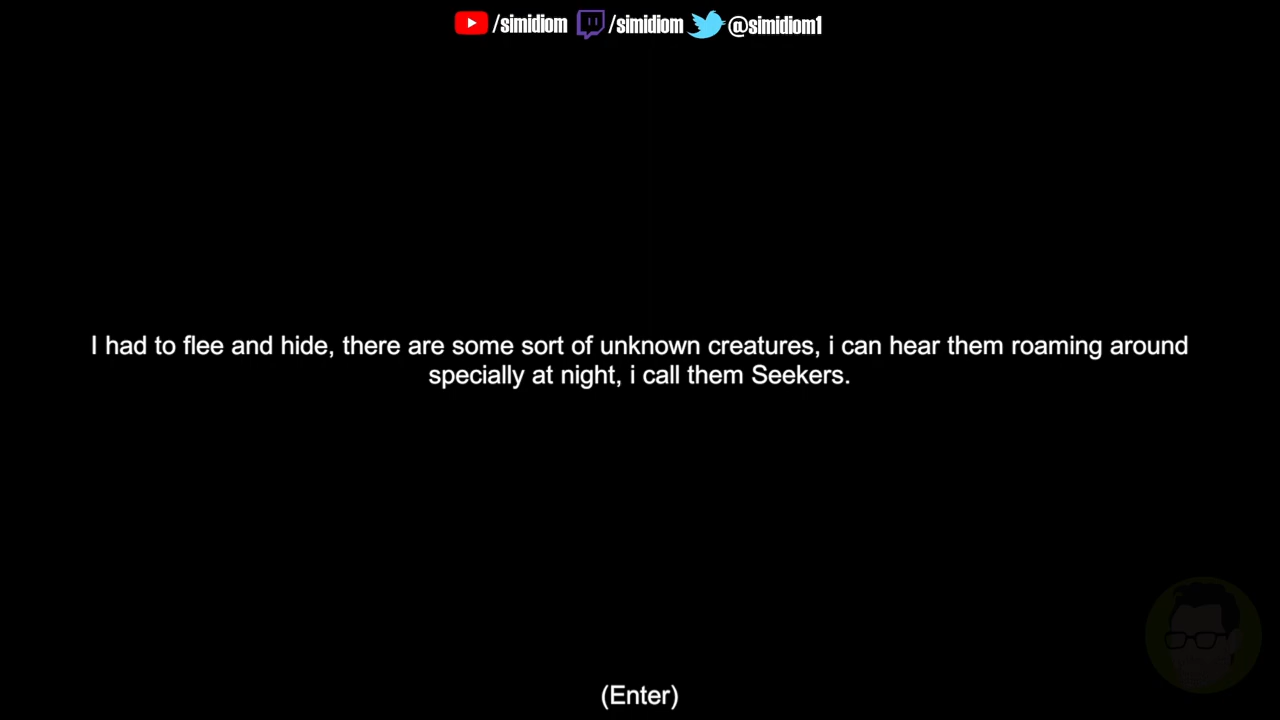 /simidiom /simidiom @simidiom1
I had to flee and hide, there are some sort of unknown creatures, i can hear them roaming around
specially at night, i call them Seekers.
(Enter)